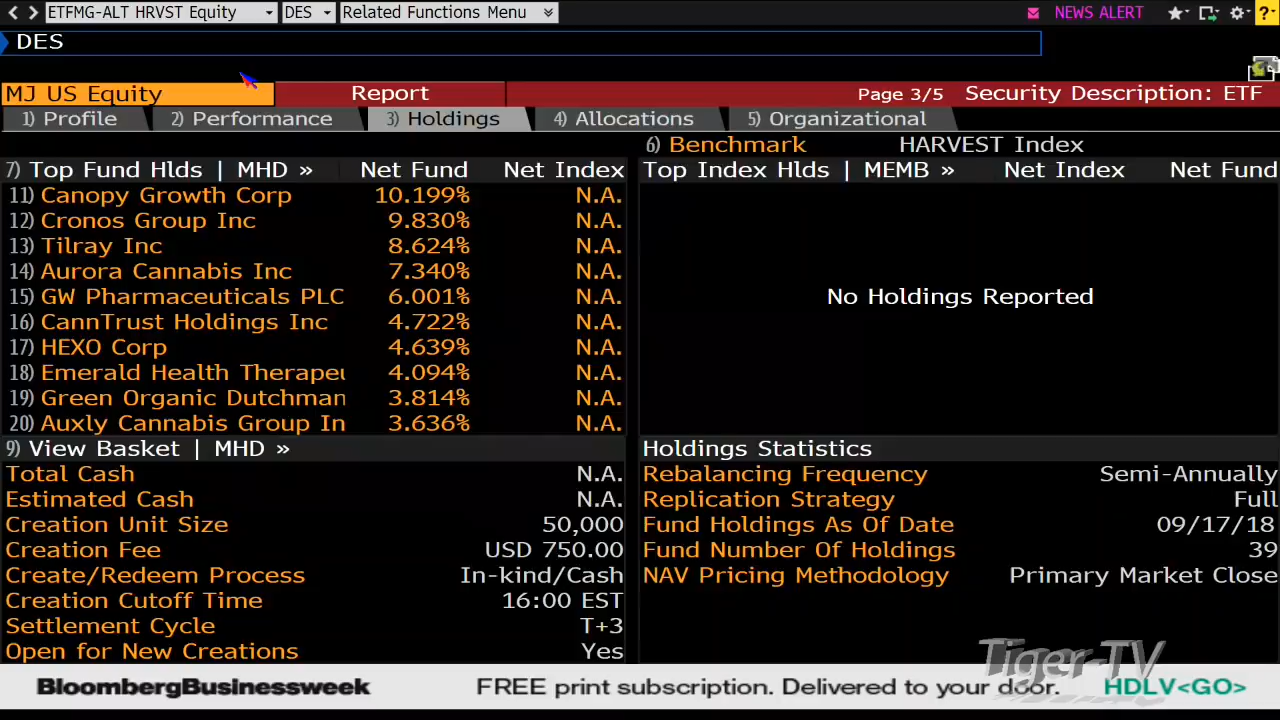 ETFMG-ALT HRVST Equity DES Related Functions Menu NEWS ALERT ?
DES
MJ US Equity Report Page 3/5 Security Description: ETF
1) Profile 2) Performance 3) Holdings 4) Allocations 5) Organizational
6) Benchmark HARVEST Index
7) Top Fund Hlds | MHD » Net Fund Net Index Top Index Hlds | MEMB » Net Index Net Fund
11) Canopy Growth Corp 10.199% N.A.
12) Cronos Group Inc 9.830% N.A.
13) Tilray Inc 8.624% N.A.
14) Aurora Cannabis Inc 7.340% N.A.
15) GW Pharmaceuticals PLC 6.001% N.A. No Holdings Reported
16) CannTrust Holdings Inc 4.722% N.A.
17) HEXO Corp 4.639% N.A.
18) Emerald Health Therapeu 4.094% N.A.
19) Green Organic Dutchman 3.814% N.A.
20) Auxly Cannabis Group In 3.636% N.A.
9) View Basket | MHD » Holdings Statistics
Total Cash N.A. Rebalancing Frequency Semi-Annually
Estimated Cash N.A. Replication Strategy Full
Creation Unit Size 50,000 Fund Holdings As Of Date 09/17/18
Creation Fee USD 750.00 Fund Number Of Holdings 39
Create/Redeem Process In-kind/Cash NAV Pricing Methodology Primary Market Close
Creation Cutoff Time 16:00 EST
Settlement Cycle T+3
Open for New Creations Yes
Tiger-TV
BloombergBusinessweek FREE print subscription. Delivered to your door. HDLV<GO>